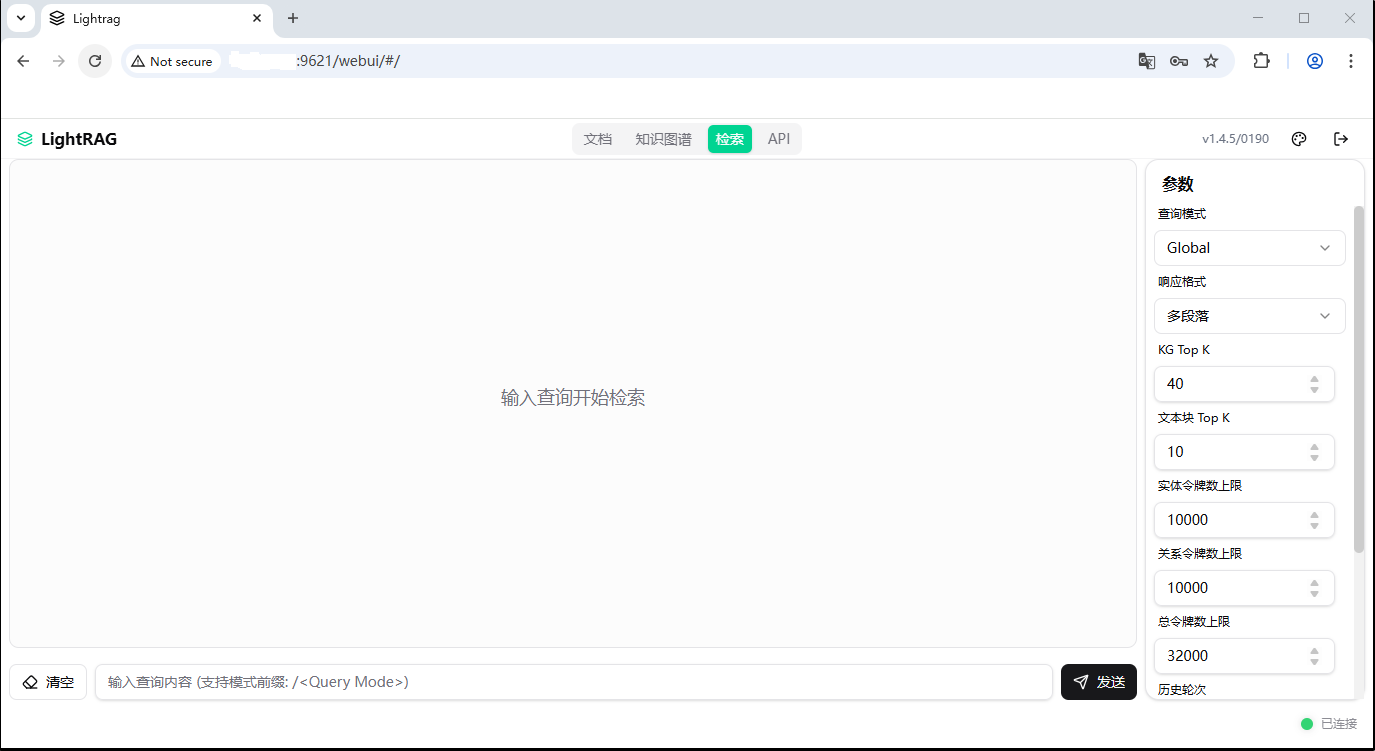 Lightrag
Not secure
:9621/webui/#/
LightRAG
文档 知识图谱 检索 API
v1.4.5/0190
输入查询开始检索
参数
查询模式
Global
响应格式
多段落
KG Top K
40
文本块 Top K
10
实体令牌数上限
10000
关系令牌数上限
10000
总令牌数上限
32000
历史轮次
清空
输入查询内容 (支持模式前缀: /<Query Mode>)
发送
已连接